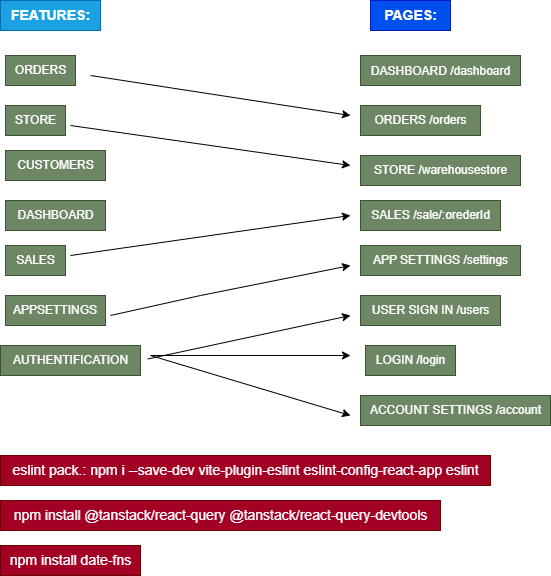 FEATURES:
PAGES:
ORDERS
STORE
CUSTOMERS
DASHBOARD
SALES
APPSETTINGS
AUTHENTIFICATION
DASHBOARD /dashboard
ORDERS /orders
STORE /warehousestore
SALES /sale/:orederId
APP SETTINGS /settings
USER SIGN IN /users
LOGIN /login
ACCOUNT SETTINGS /account
eslint pack.: npm i --save-dev vite-plugin-eslint eslint-config-react-app eslint
npm install @tanstack/react-query @tanstack/react-query-devtools
npm install date-fns